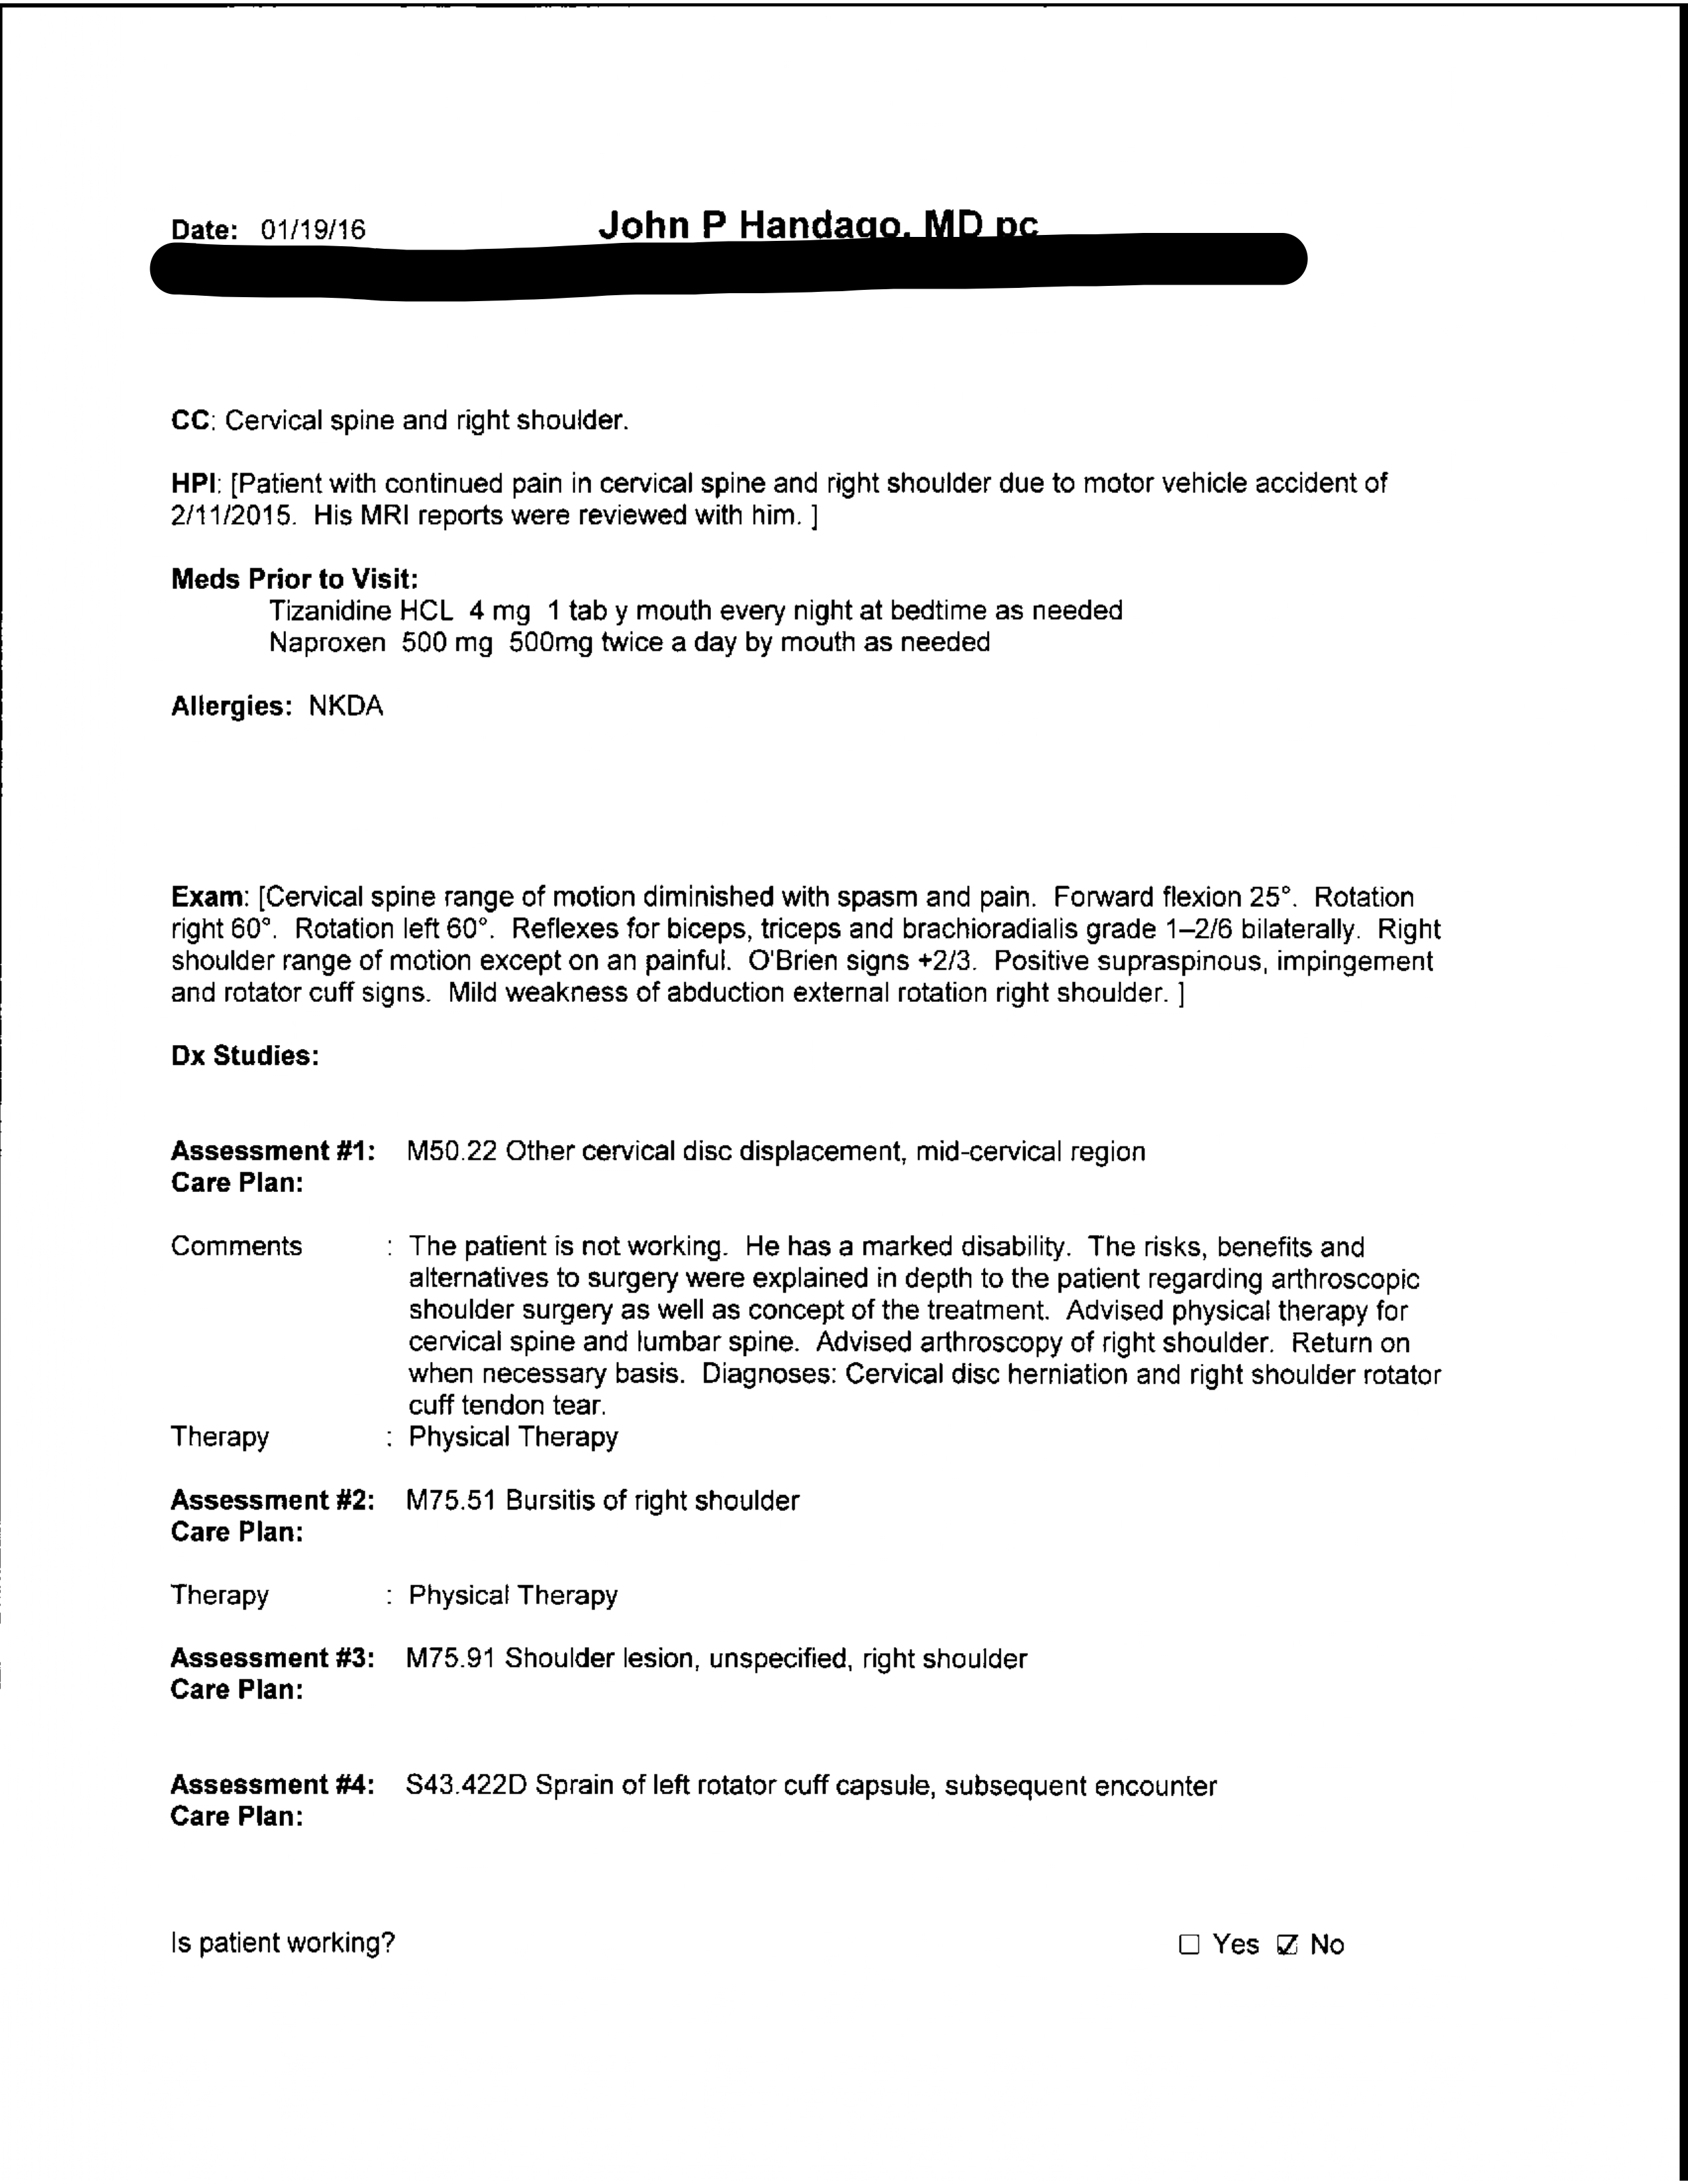 Date: 01/19/16 John P Handago, MD pc
CC: Cervical spine and right shoulder.
HPI: [Patient with continued pain in cervical spine and right shoulder due to motor vehicle accident of
2/11/2015. His MRI reports were reviewed with him. ]
Meds Prior to Visit:
Tizanidine HCL 4 mg 1 tab y mouth every night at bedtime as needed
Naproxen 500 mg 500mg twice a day by mouth as needed
Allergies: NKDA
Exam: [Cervical spine range of motion diminished with spasm and pain. Forward flexion 25°. Rotation
right 60°. Rotation left 60°. Reflexes for biceps, triceps and brachioradialis grade 1–2/6 bilaterally. Right
shoulder range of motion except on an painful. O'Brien signs +2/3. Positive supraspinous, impingement
and rotator cuff signs. Mild weakness of abduction external rotation right shoulder. ]
Dx Studies:
Assessment #1: M50.22 Other cervical disc displacement, mid-cervical region
Care Plan:
Comments : The patient is not working. He has a marked disability. The risks, benefits and
alternatives to surgery were explained in depth to the patient regarding arthroscopic
shoulder surgery as well as concept of the treatment. Advised physical therapy for
cervical spine and lumbar spine. Advised arthroscopy of right shoulder. Return on
when necessary basis. Diagnoses: Cervical disc herniation and right shoulder rotator
cuff tendon tear.
Therapy : Physical Therapy
Assessment #2: M75.51 Bursitis of right shoulder
Care Plan:
Therapy : Physical Therapy
Assessment #3: M75.91 Shoulder lesion, unspecified, right shoulder
Care Plan:
Assessment #4: S43.422D Sprain of left rotator cuff capsule, subsequent encounter
Care Plan:
Is patient working? ☐ Yes ☑ No